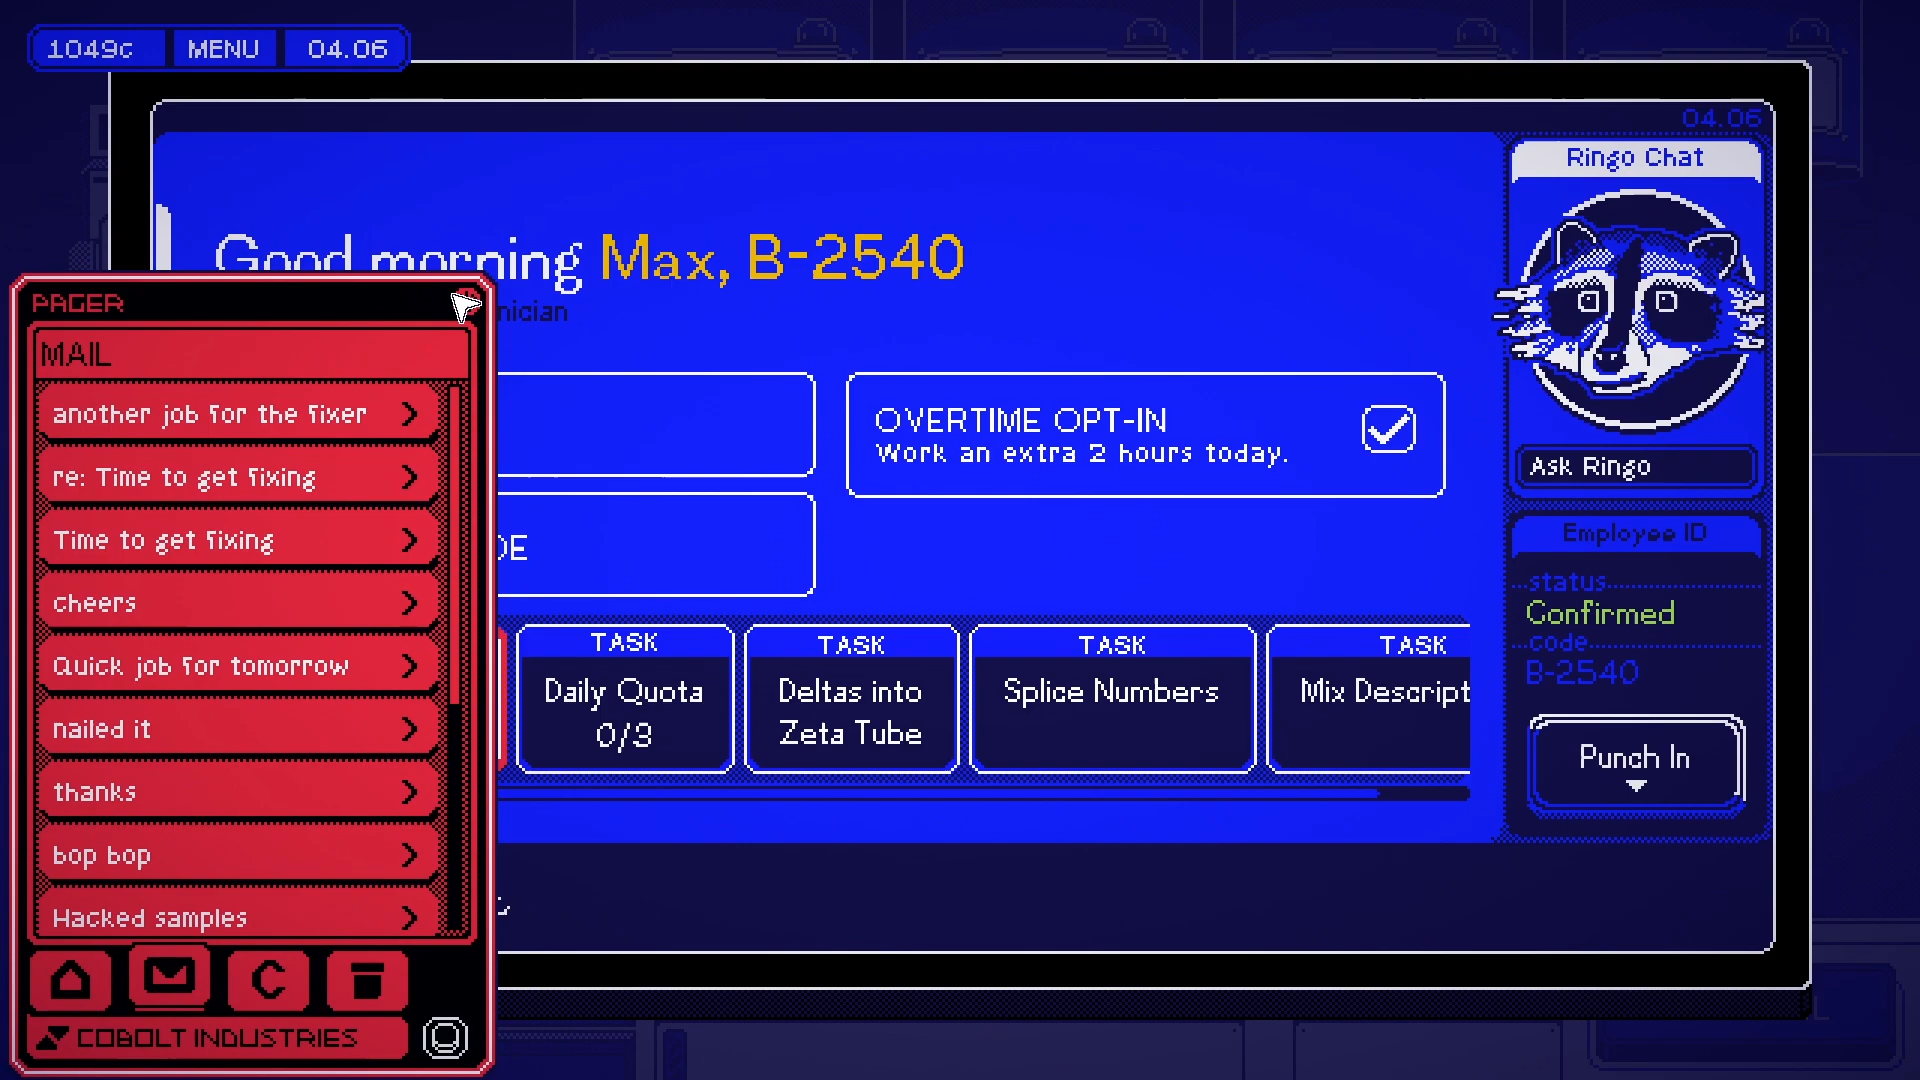 1049c
MENU
04.06
04.06
Good morning Max, B-2540
nician
OVERTIME OPT-IN
Work an extra 2 hours today.
DE
TASK
Daily Quota
0/3
TASK
Deltas into
Zeta Tube
TASK
Splice Numbers
TASK
Mix Descript
Ringo Chat
Ask Ringo
Employee ID
status
Confirmed
code
B-2540
Punch In
PAGER
MAIL
another job for the fixer
re: Time to get fixing
Time to get fixing
cheers
Quick job for tomorrow
nailed it
thanks
bop bop
Hacked samples
COBOLT INDUSTRIES